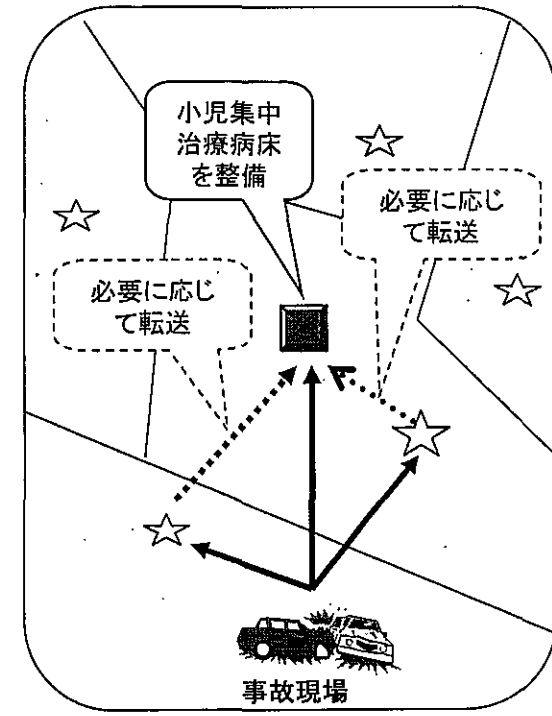 小児集中
治療病床
を整備
必要に応じ
て転送
必要に応じ
て転送
事故現場